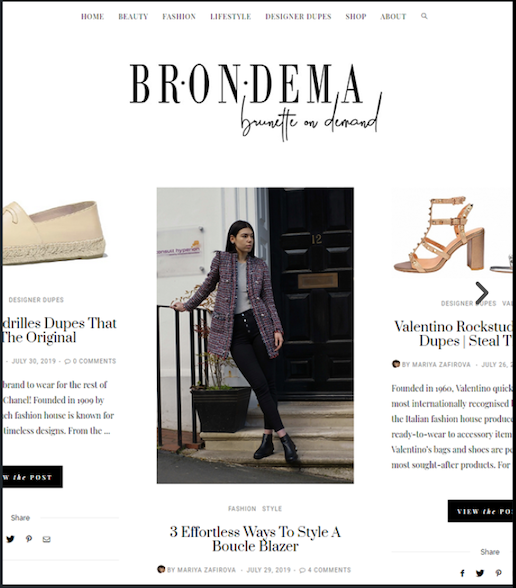 HOME BEAUTY FASHION LIFESTYLE DESIGNER DUPES SHOP ABOUT
BR·ON·DEMA
brunette on demand
DESIGNER DUPES
drilles Dupes That
The Original
- JULY 30, 2019 - 0 COMMENTS
brand to wear for the rest of
Chanel! Founded in 1909 by
ch fashion house is known for
timeless designs. From the ...
W the POST
Share
12
FASHION STYLE
3 Effortless Ways To Style A
Boucle Blazer
BY MARIYA ZAFIROVA - JULY 29, 2019 - 4 COMMENTS
DESIGNER DUPES VAL
Valentino Rockstud
Dupes | Steal T
BY MARIYA ZAFIROVA - JULY 26, 2
Founded in 1960, Valentino quick
most internationally recognised
the Italian fashion house produce
ready-to-wear to accessory item
Valentino's bags and shoes are po
most sought-after products. For
VIEW the PO
Share